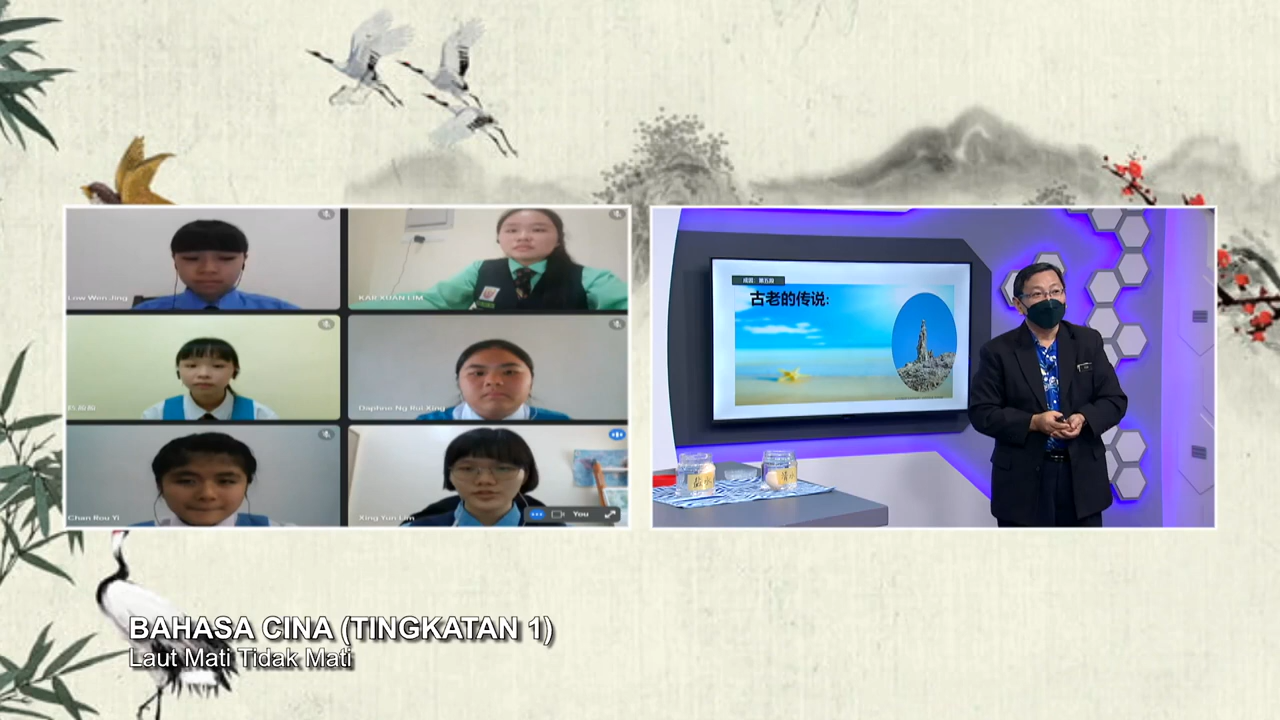 Low Wen Jing
KAR XUAN LIM
Daphne Ng Rui Xing
Chan Rou Yi
Xing Yun Lim
You
古老的传说:
BAHASA CINA (TINGKATAN 1)
Laut Mati Tidak Mati